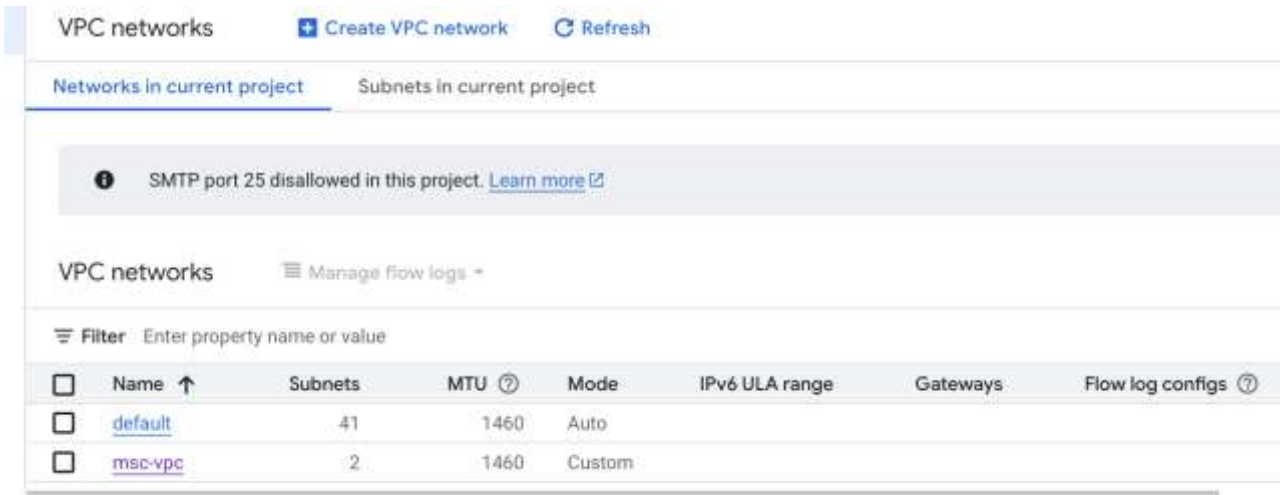 VPC networks Create VPC network Refresh
Networks in current project Subnets in current project
SMTP port 25 disallowed in this project. Learn more
VPC networks Manage flow logs
Filter Enter property name or value
Name Subnets MTU Mode IPv6 ULA range Gateways Flow log configs
default 41 1460 Auto
msc-vpc 2 1460 Custom